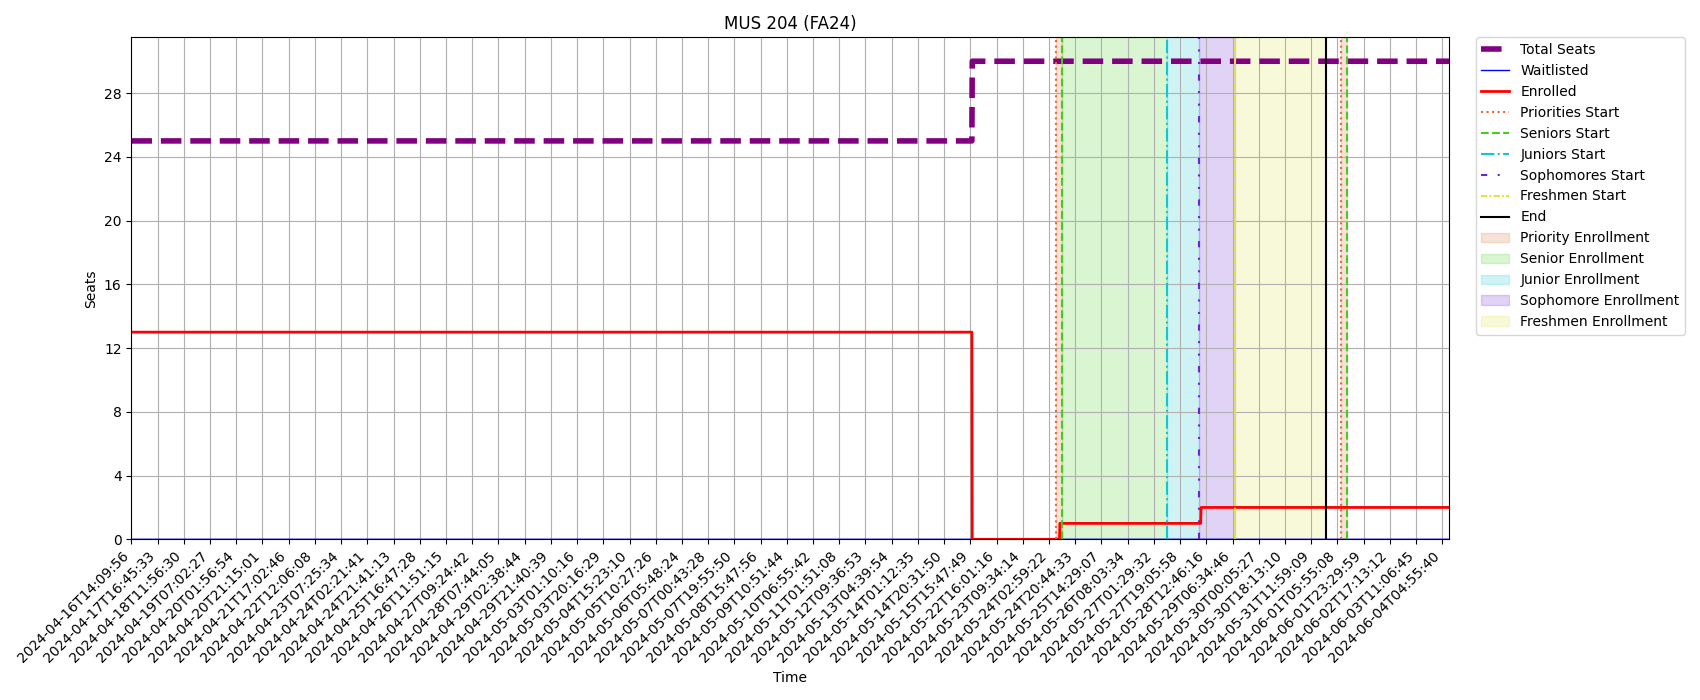 MUS 204 (FA24)
Seats
28
24
20
16
12
8
4
0
2024-04-16T14:09:56
2024-04-17T16:45:33
2024-04-18T11:56:30
2024-04-19T07:02:27
2024-04-20T01:56:54
2024-04-20T21:15:01
2024-04-21T17:02:46
2024-04-22T12:06:08
2024-04-23T07:25:34
2024-04-24T02:21:41
2024-04-24T21:41:13
2024-04-25T16:47:28
2024-04-26T11:51:15
2024-04-27T09:24:42
2024-04-28T07:44:05
2024-04-29T02:38:44
2024-04-29T21:40:39
2024-05-03T01:10:16
2024-05-03T20:16:29
2024-05-04T15:23:10
2024-05-05T10:27:26
2024-05-06T05:48:24
2024-05-07T00:43:28
2024-05-07T19:55:50
2024-05-08T15:47:56
2024-05-09T10:51:44
2024-05-10T06:55:42
2024-05-11T01:51:08
2024-05-12T09:36:53
2024-05-13T04:39:54
2024-05-14T01:12:35
2024-05-14T20:31:50
2024-05-15T15:47:49
2024-05-22T16:01:16
2024-05-23T09:34:14
2024-05-24T02:59:22
2024-05-24T20:44:33
2024-05-25T14:29:07
2024-05-26T08:03:34
2024-05-27T01:29:32
2024-05-27T19:05:58
2024-05-28T12:46:16
2024-05-29T06:34:46
2024-05-30T00:05:27
2024-05-30T18:13:10
2024-05-31T11:59:09
2024-06-01T05:55:08
2024-06-01T23:29:59
2024-06-02T17:13:12
2024-06-03T11:06:45
2024-06-04T04:55:40
Time
Total Seats
Waitlisted
Enrolled
Priorities Start
Seniors Start
Juniors Start
Sophomores Start
Freshmen Start
End
Priority Enrollment
Senior Enrollment
Junior Enrollment
Sophomore Enrollment
Freshmen Enrollment